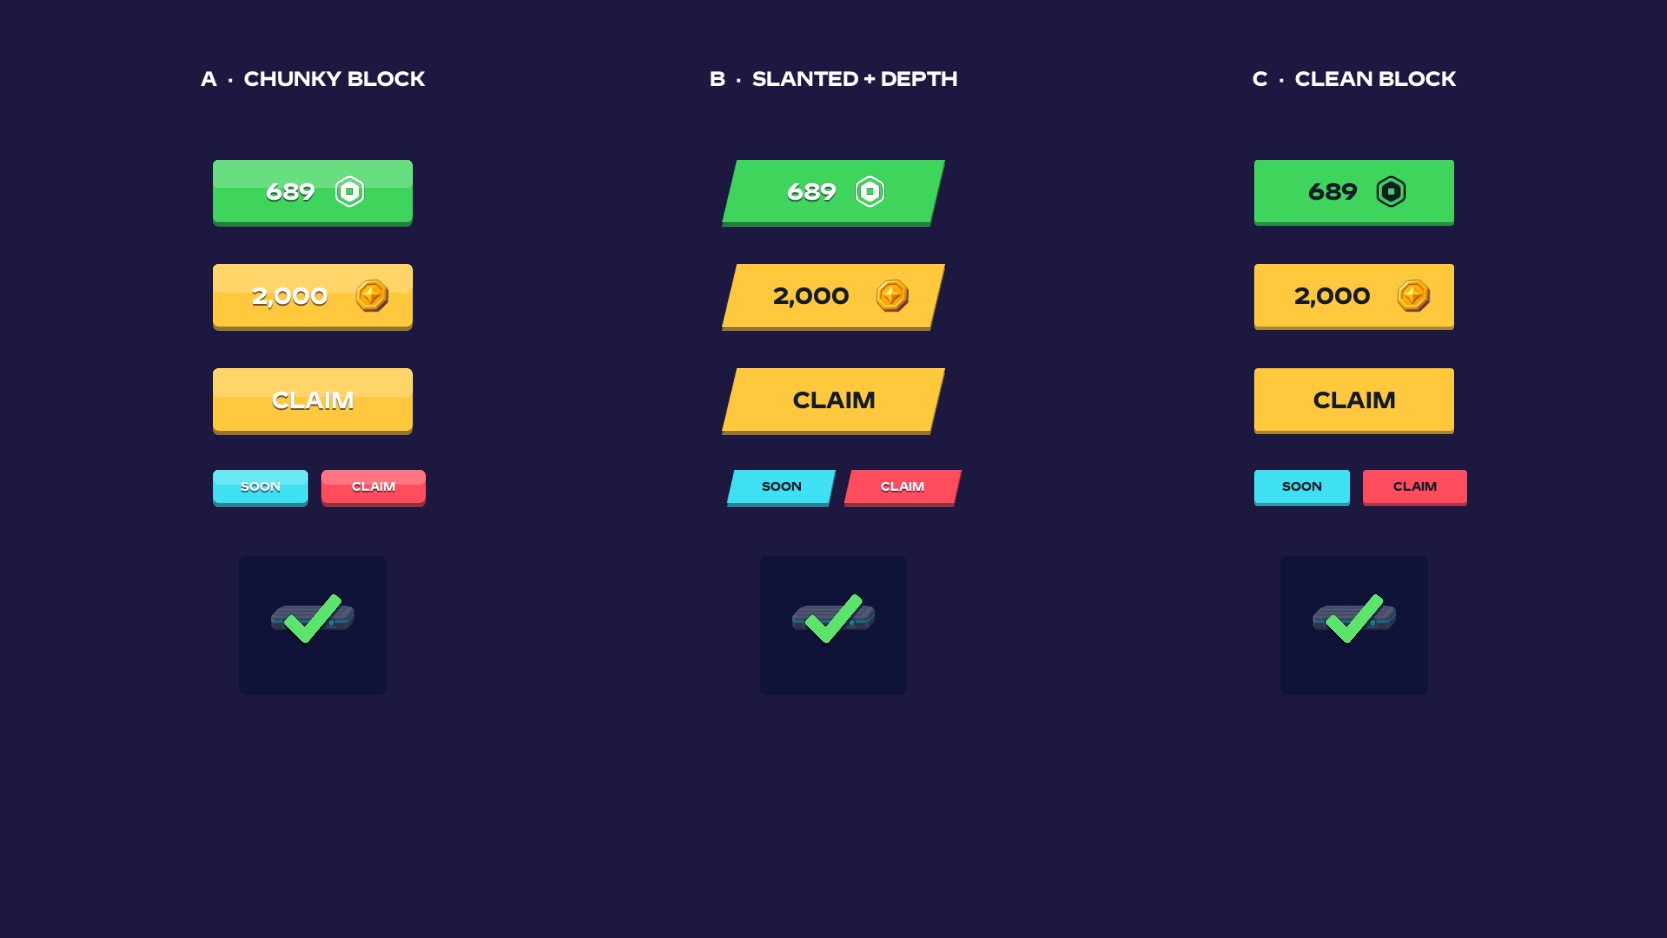 A · CHUNKY BLOCK
B · SLANTED + DEPTH
C · CLEAN BLOCK
689
689
689
2,000
2,000
2,000
CLAIM
CLAIM
CLAIM
SOON
CLAIM
SOON
CLAIM
SOON
CLAIM